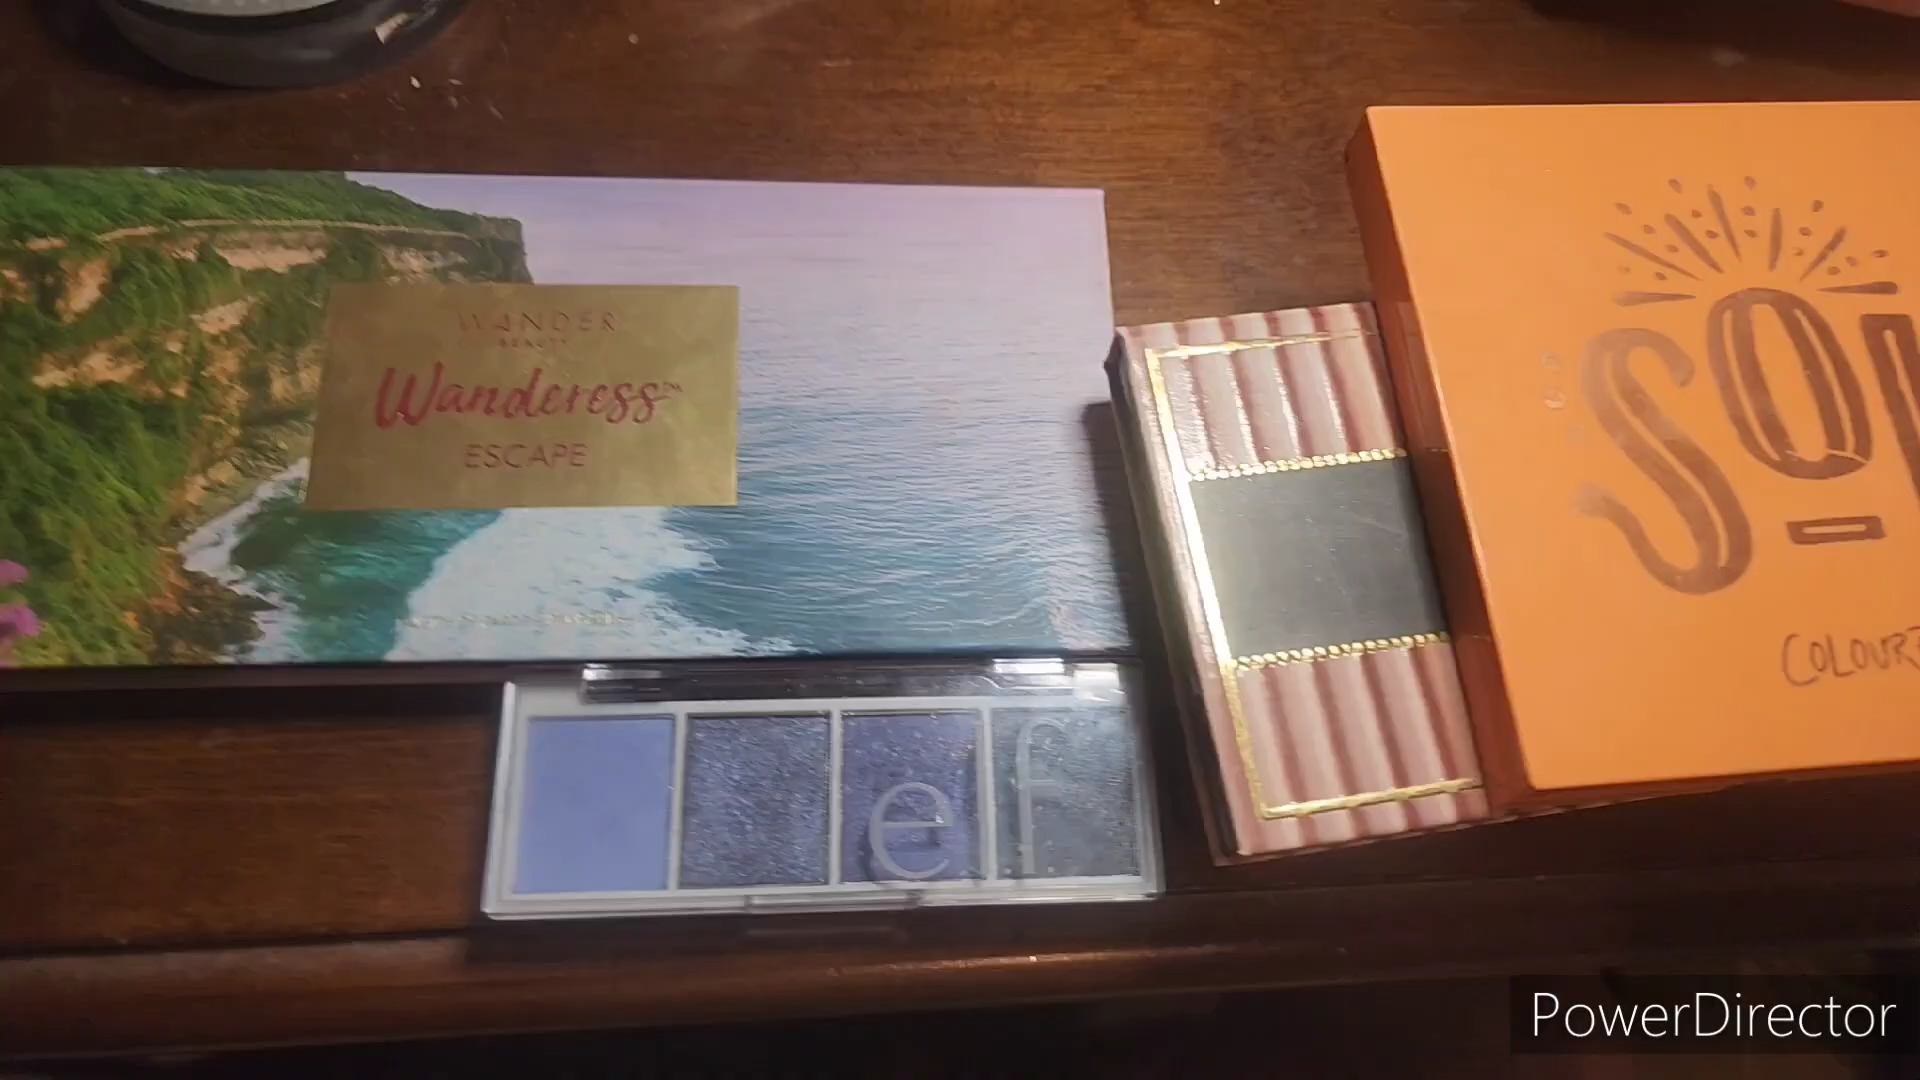 WANDER
BEAUTY
Wanderess™
ESCAPE
e.l.f.
SO
COLOUR
PowerDirector